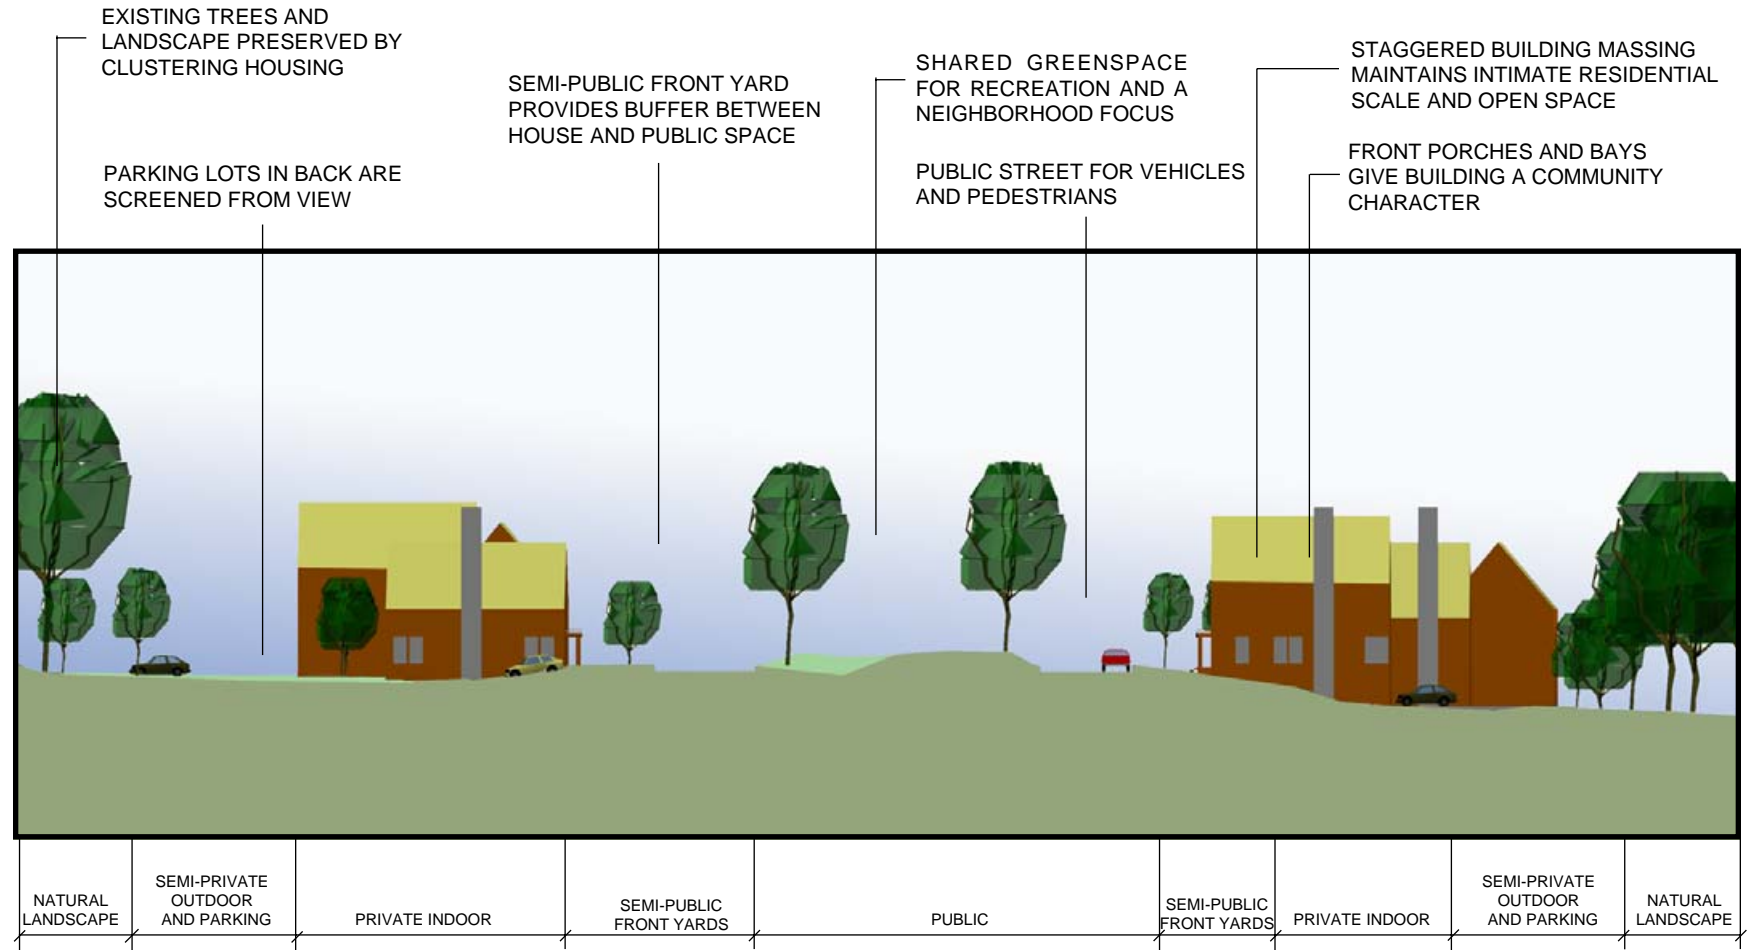 EXISTING TREES AND
LANDSCAPE PRESERVED BY
CLUSTERING HOUSING
PARKING LOTS IN BACK ARE
SCREENED FROM VIEW
SEMI-PUBLIC FRONT YARD
PROVIDES BUFFER BETWEEN
HOUSE AND PUBLIC SPACE
SHARED GREENSPACE
FOR RECREATION AND A
NEIGHBORHOOD FOCUS
PUBLIC STREET FOR VEHICLES
AND PEDESTRIANS
STAGGERED BUILDING MASSING
MAINTAINS INTIMATE RESIDENTIAL
SCALE AND OPEN SPACE
FRONT PORCHES AND BAYS
GIVE BUILDING A COMMUNITY
CHARACTER
NATURAL
LANDSCAPE
SEMI-PRIVATE
OUTDOOR
AND PARKING
PRIVATE INDOOR
SEMI-PUBLIC
FRONT YARDS
PUBLIC
SEMI-PUBLIC
FRONT YARDS
PRIVATE INDOOR
SEMI-PRIVATE
OUTDOOR
AND PARKING
NATURAL
LANDSCAPE